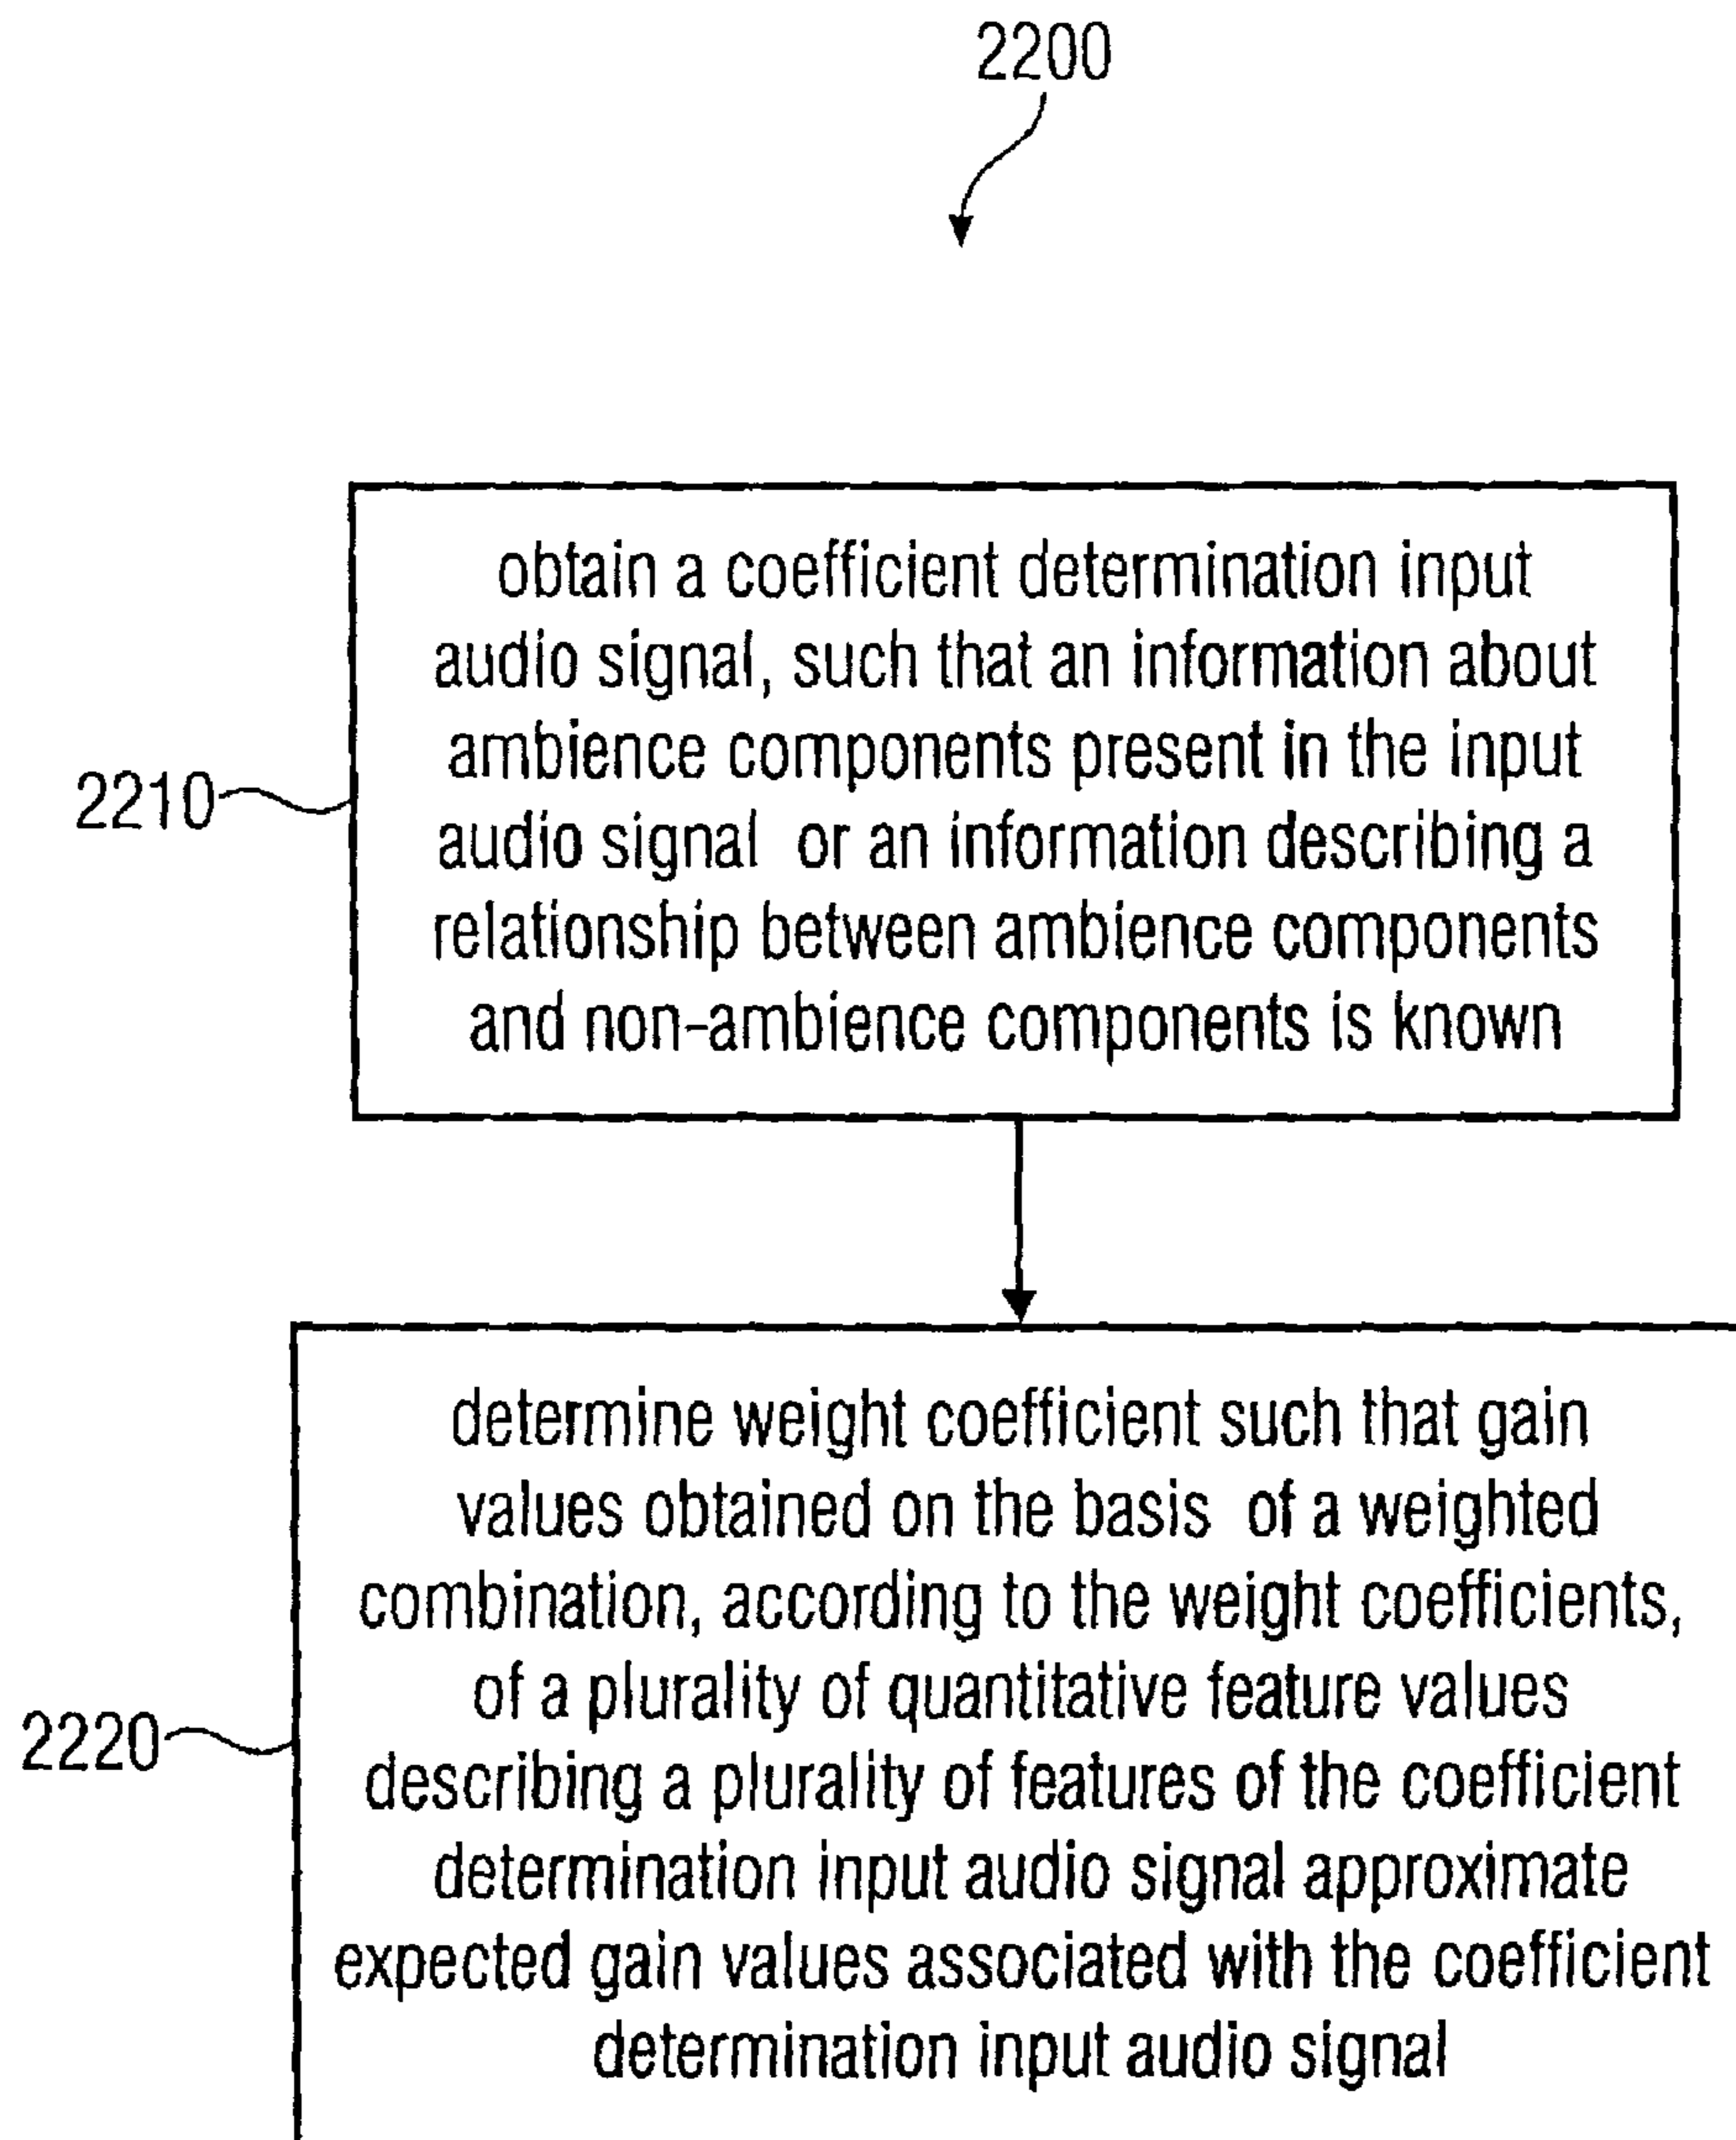 2200
obtain a coefficient determination input
audio signal, such that an information about
ambience components present in the input
audio signal or an information describing a
relationship between ambience components
and non-ambience components is known
2210
determine weight coefficient such that gain
values obtained on the basis of a weighted
combination, according to the weight coefficients,
of a plurality of quantitative feature values
describing a plurality of features of the coefficient
determination input audio signal approximate
expected gain values associated with the coefficient
determination input audio signal
2220